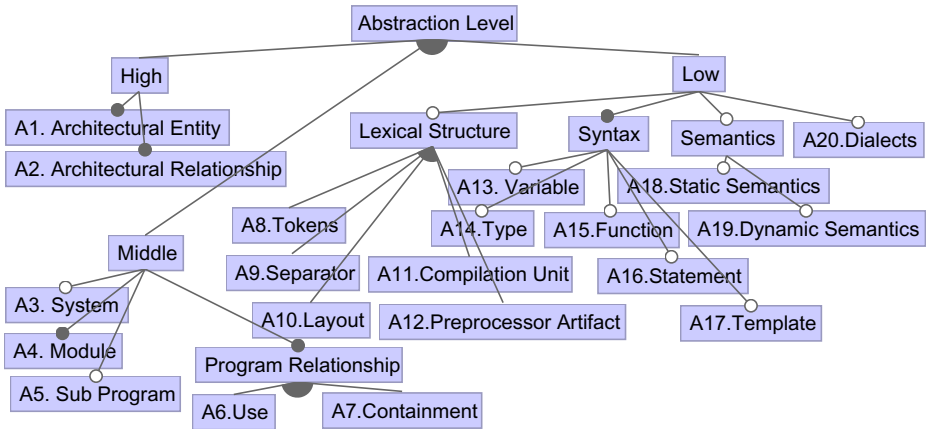 Abstraction Level
High
Low
A1. Architectural Entity
Lexical Structure
Syntax
Semantics
A20.Dialects
A2. Architectural Relationship
A13. Variable
A18.Static Semantics
A8.Tokens
A14.Type
A15.Function
A19.Dynamic Semantics
Middle
A9.Separator
A11.Compilation Unit
A16.Statement
A3. System
A10.Layout
A12.Preprocessor Artifact
A17.Template
A4. Module
Program Relationship
A5. Sub Program
A6.Use
A7.Containment